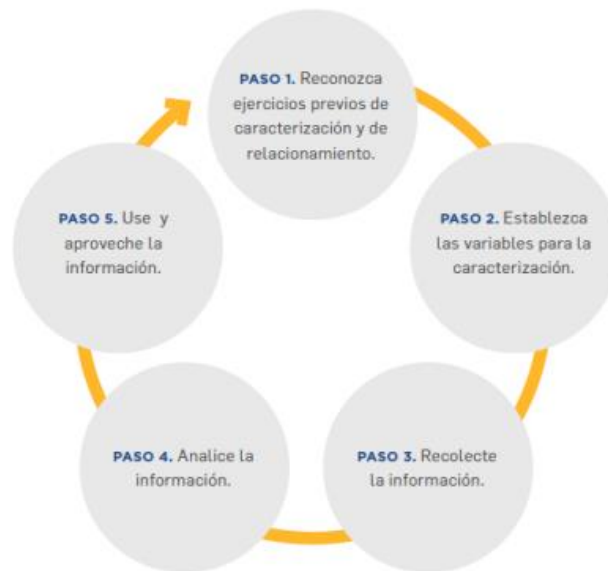 PASO 1. Reconozca
ejercicios previos de
caracterización y de
relacionamiento.
PASO 2. Establezca
las variables para la
caracterización.
PASO 3. Recolecte
la información.
PASO 4. Analice la
información.
PASO 5. Use y
aproveche la
información.